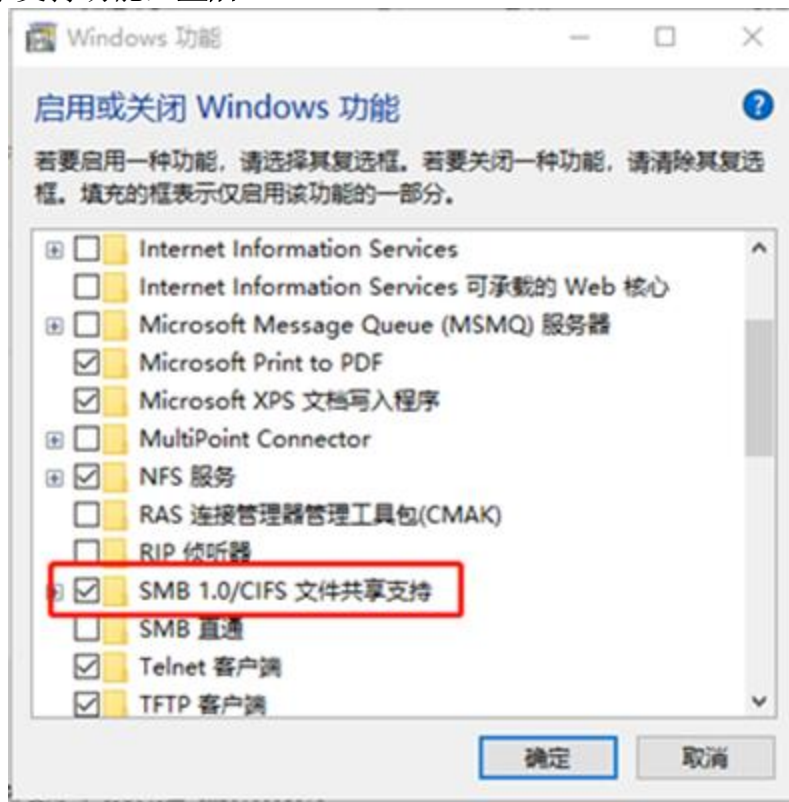 Windows 功能
启用或关闭 Windows 功能
若要启用一种功能，请选择其复选框。若要关闭一种功能，请清除其复选
框。填充的框表示仅启用该功能的一部分。
Internet Information Services
Internet Information Services 可承载的 Web 核心
Microsoft Message Queue (MSMQ) 服务器
Microsoft Print to PDF
Microsoft XPS 文档写入程序
MultiPoint Connector
NFS 服务
RAS 连接管理器管理工具包(CMAK)
RIP 侦听器
SMB 1.0/CIFS 文件共享支持
SMB 直通
Telnet 客户端
TFTP 客户端
确定
取消